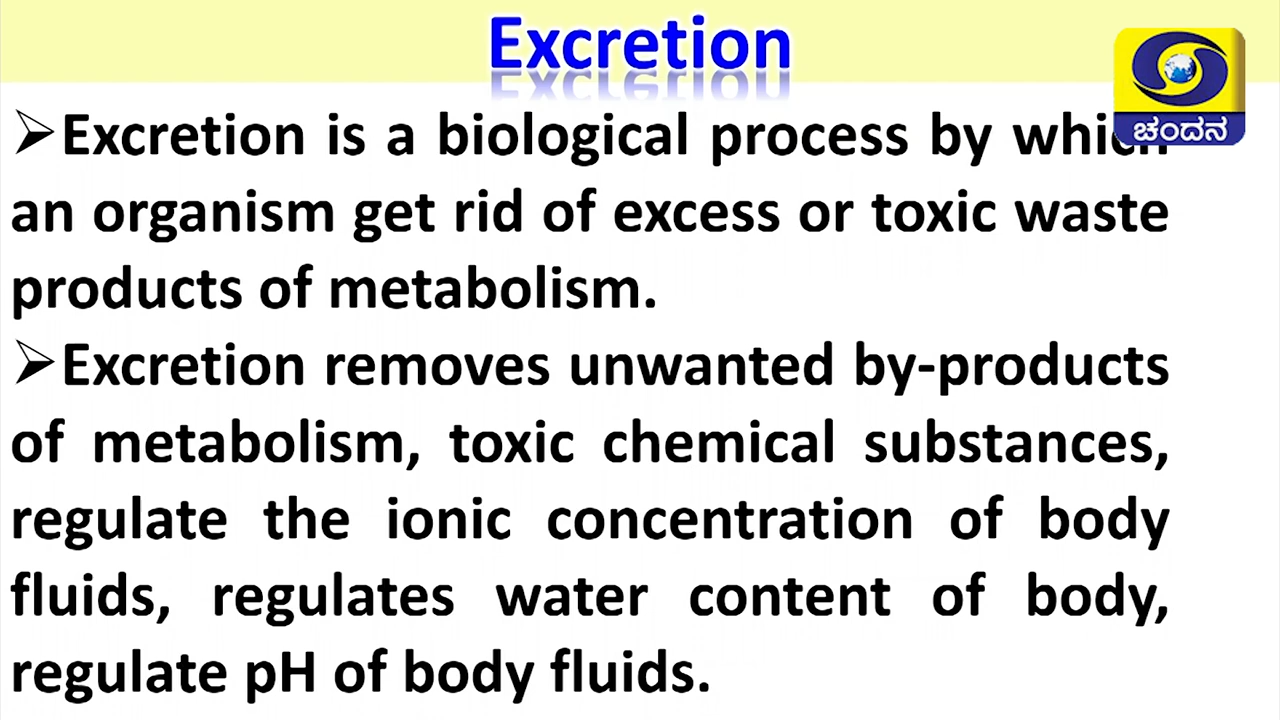 Excretion
ಚಂದನ
➢Excretion is a biological process by which
an organism get rid of excess or toxic waste
products of metabolism.
➢Excretion removes unwanted by-products
of metabolism, toxic chemical substances,
regulate the ionic concentration of body
fluids, regulates water content of body,
regulate pH of body fluids.